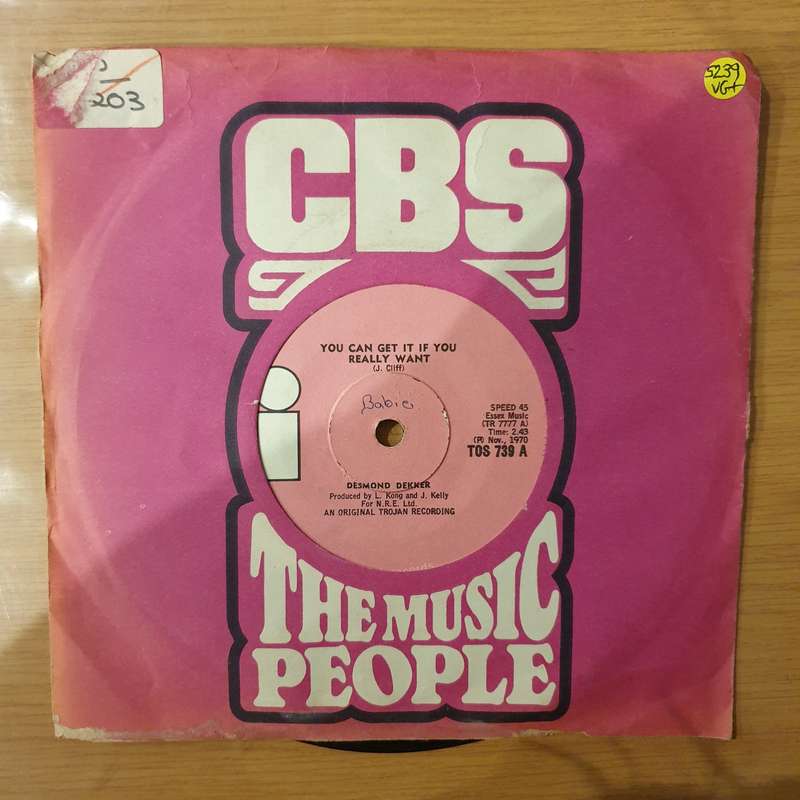 203
5239
VG+
CBS
YOU CAN GET IT IF YOU
REALLY WANT
(J. Cliff)
Babie
i
SPEED 45
Essex Music
(TR 7777 A)
Time: 2.43
(P) Nov., 1970
TOS 739 A
DESMOND DEKKER
Produced by L. Kong and J. Kelly
For N.R.E. Ltd.
AN ORIGINAL TROJAN RECORDING
THE MUSIC
PEOPLE